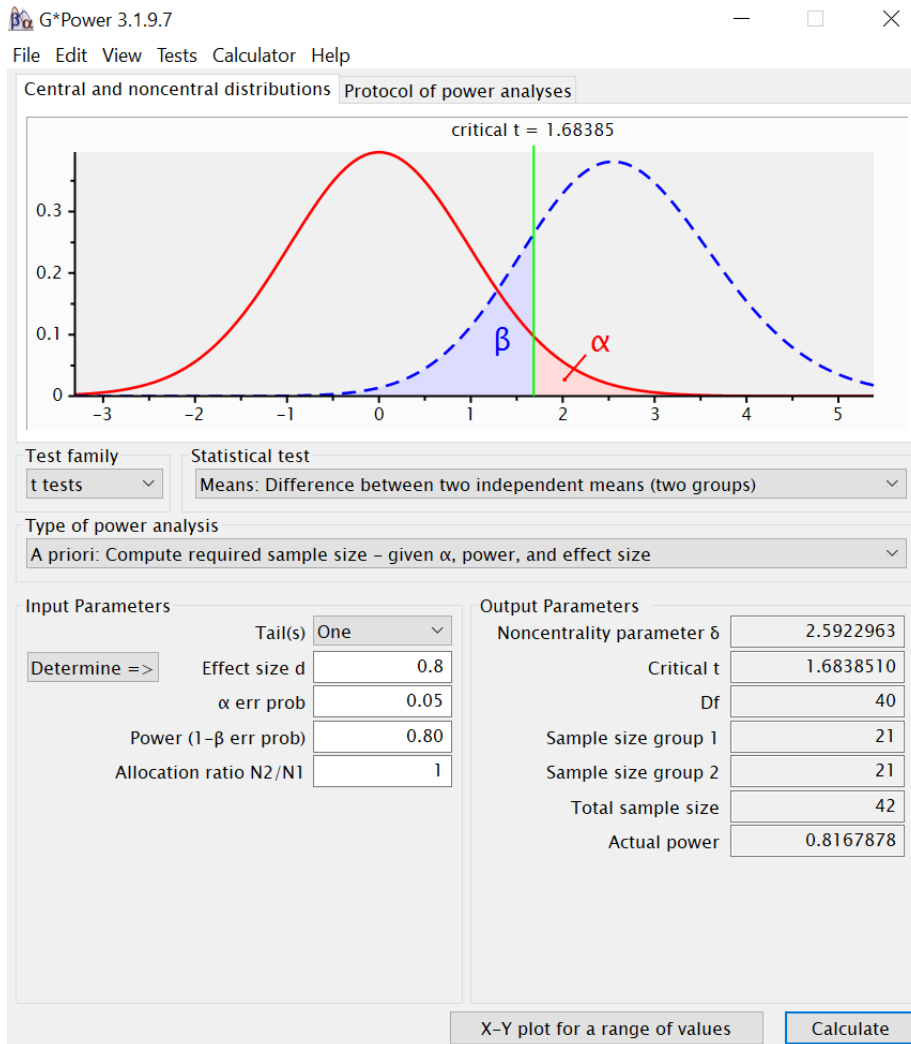 G*Power 3.1.9.7
File Edit View Tests Calculator Help
Central and noncentral distributions Protocol of power analyses
critical t = 1.68385
0.3
0.2
β α
0.1
0
-3 -2 -1 0 1 2 3 4 5
Test family Statistical test
t tests Means: Difference between two independent means (two groups)
Type of power analysis
A priori: Compute required sample size – given α, power, and effect size
Input Parameters
Tail(s) One
Determine => Effect size d 0.8
α err prob 0.05
Power (1-β err prob) 0.80
Allocation ratio N2/N1 1
Output Parameters
Noncentrality parameter δ 2.5922963
Critical t 1.6838510
Df 40
Sample size group 1 21
Sample size group 2 21
Total sample size 42
Actual power 0.8167878
X-Y plot for a range of values Calculate